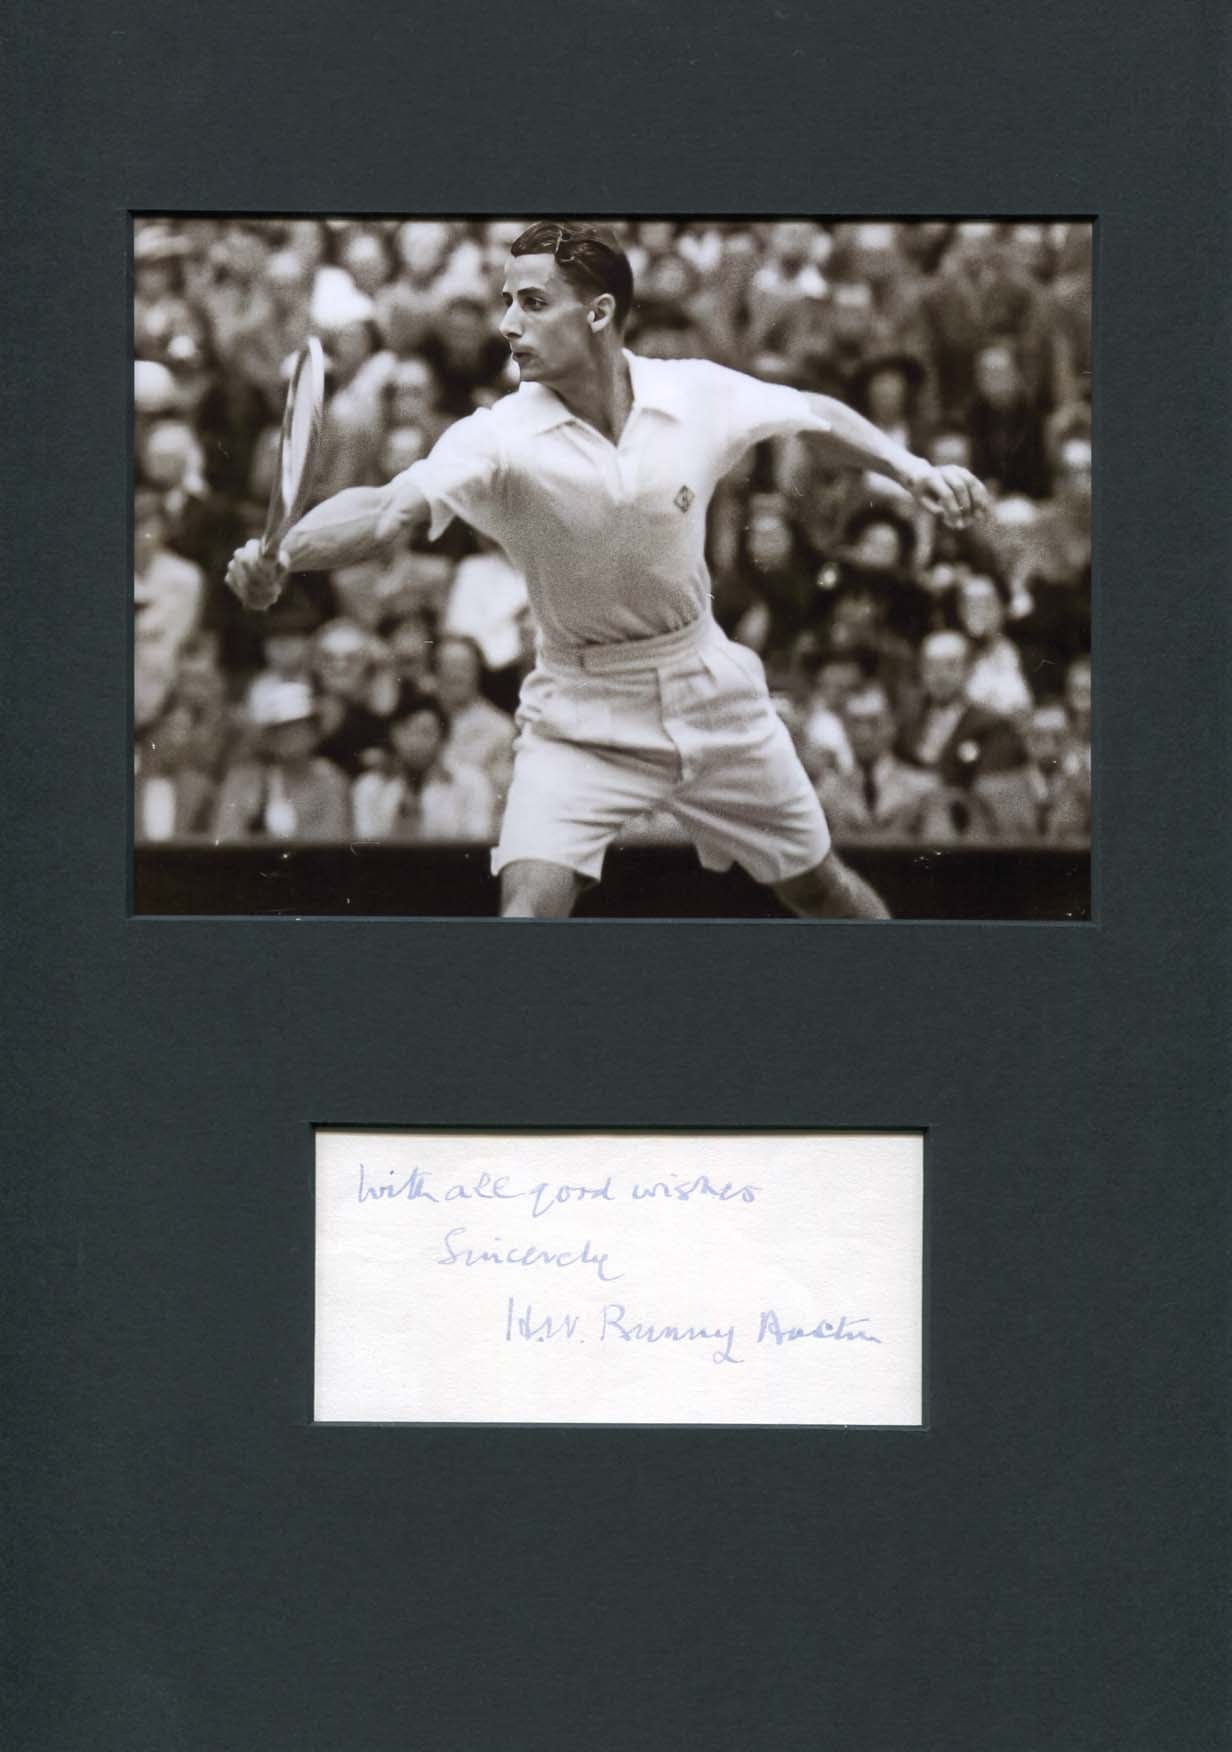 With all good wishes
Sincerely
H.W. Bunny Austin